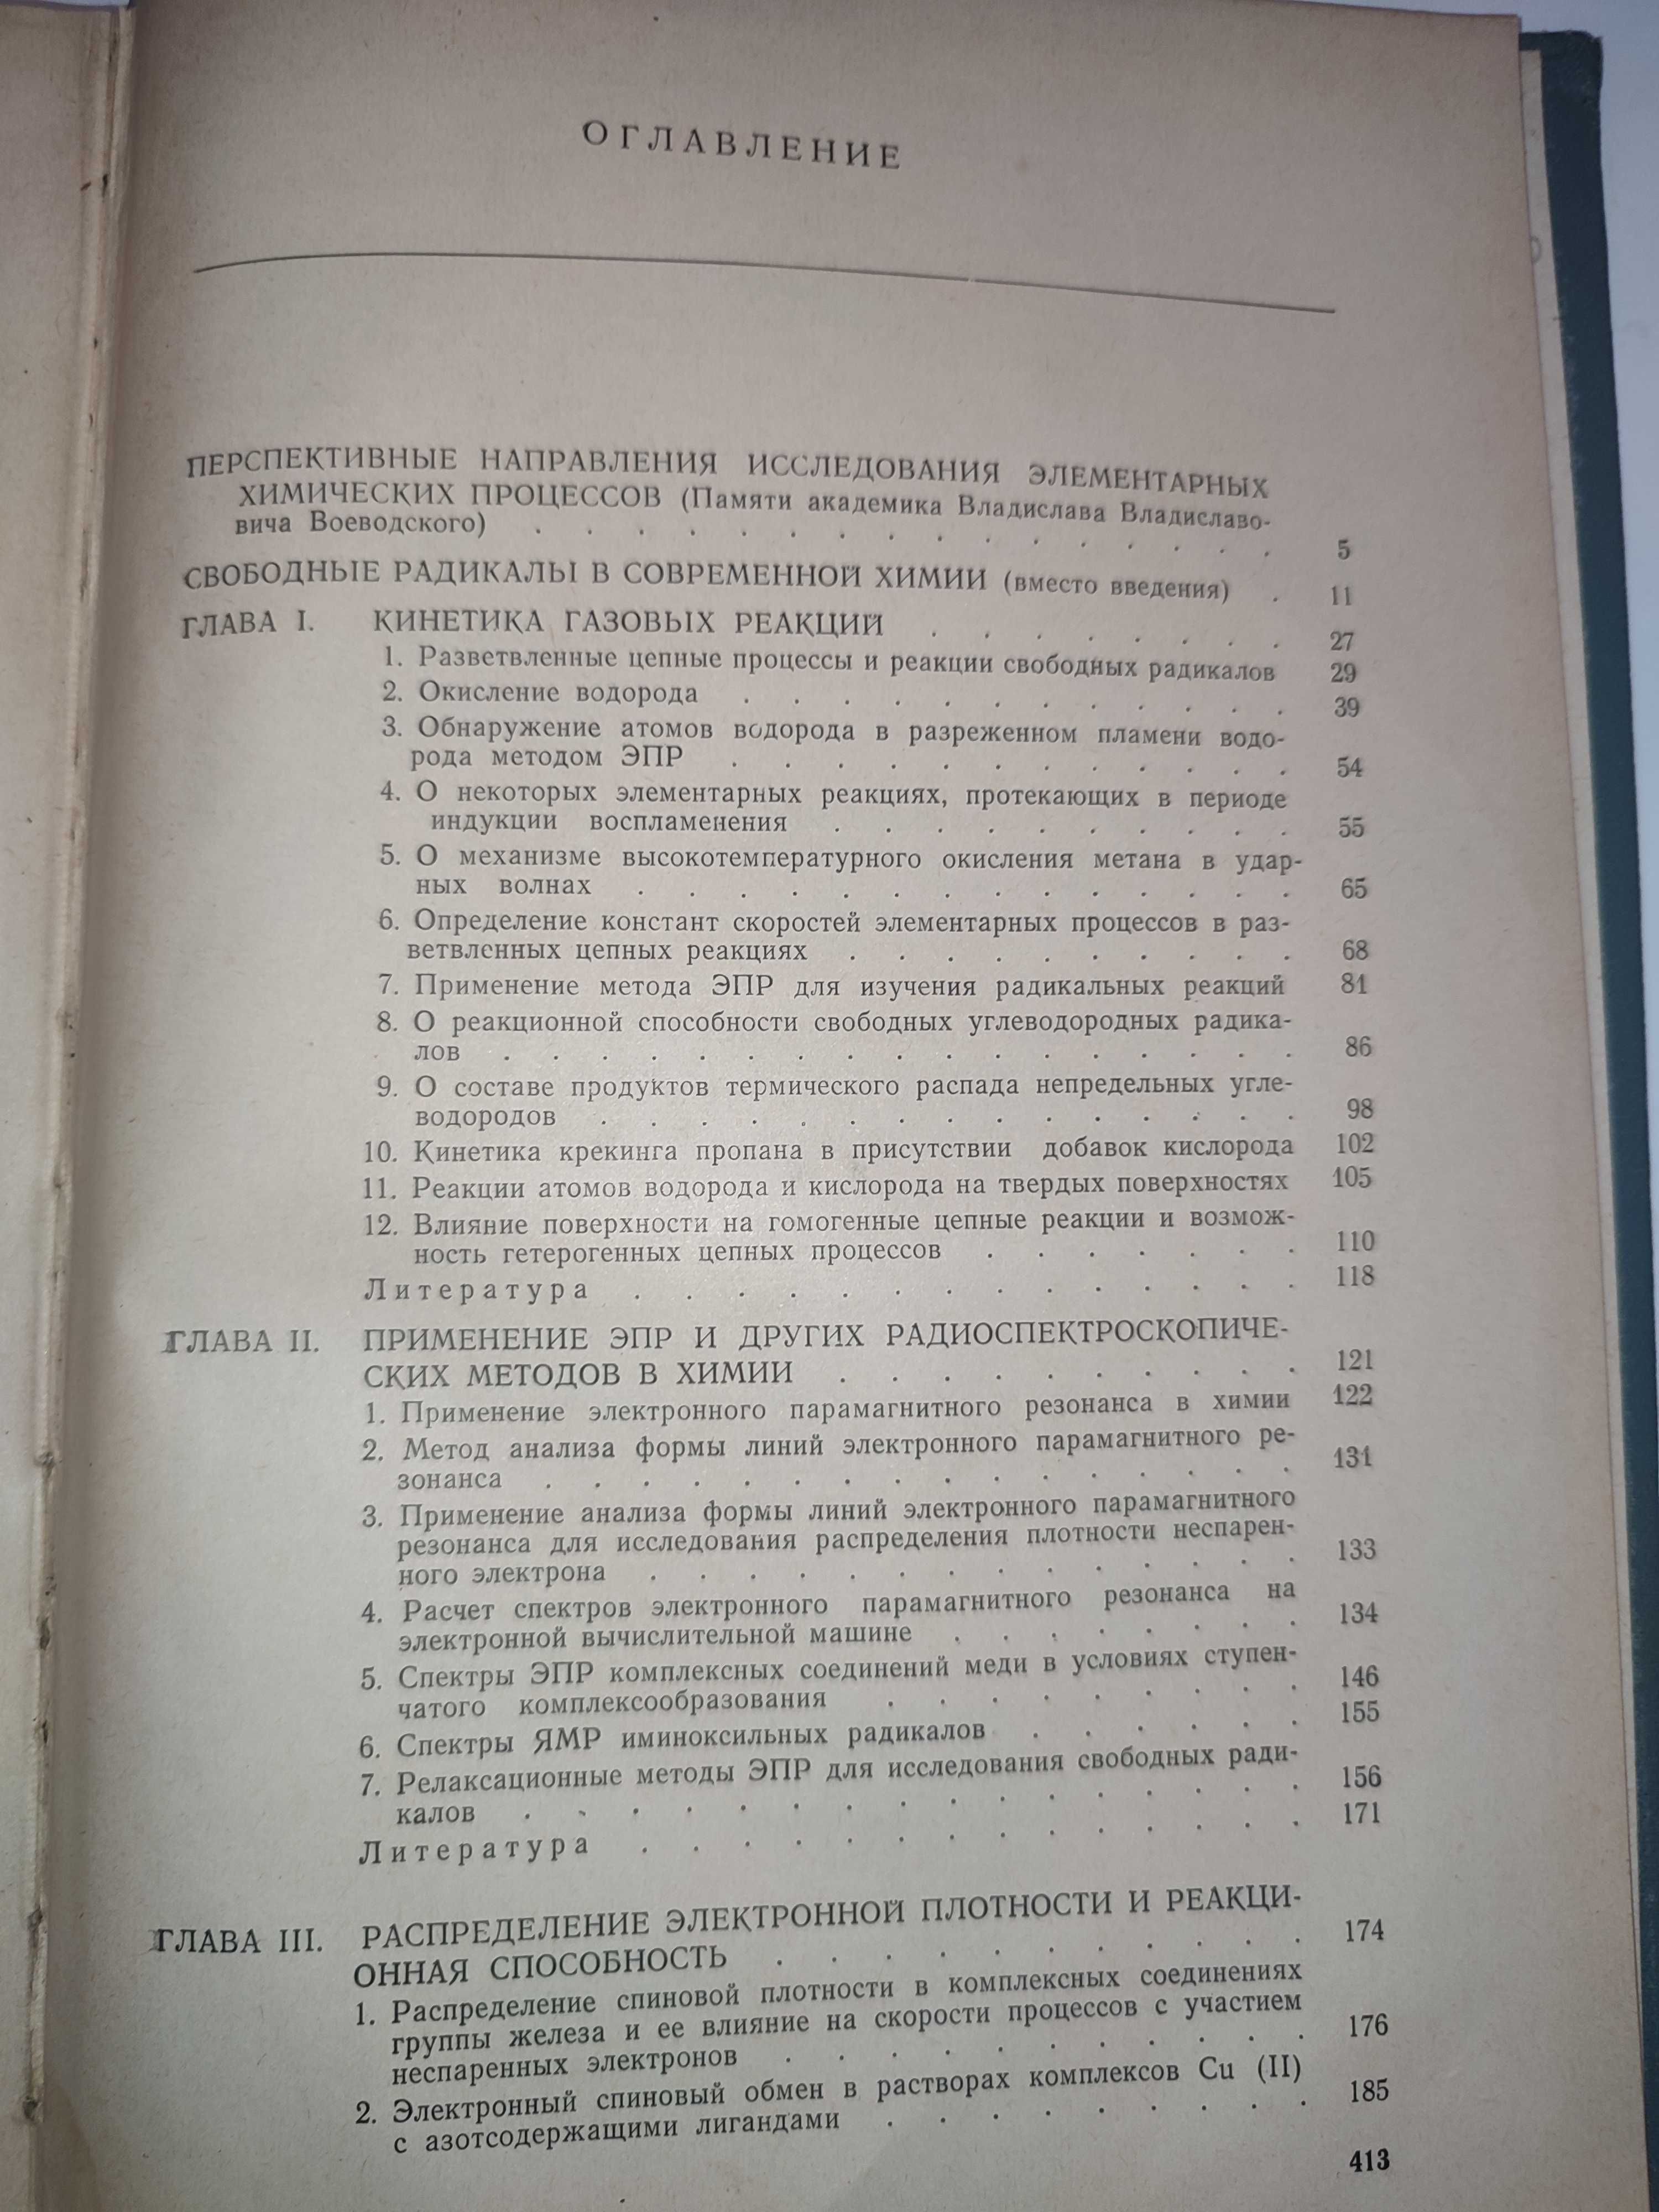 ОГЛАВЛЕНИЕ
ПЕРСПЕКТИВНЫЕ НАПРАВЛЕНИЯ ИССЛЕДОВАНИЯ ЭЛЕМЕНТАРНЫХ
ХИМИЧЕСКИХ ПРОЦЕССОВ (Памяти академика Владислава Владиславо-
вича Воеводского) . . . . . . . . . . . . . . . 5
СВОБОДНЫЕ РАДИКАЛЫ В СОВРЕМЕННОЙ ХИМИИ (вместо введения) . 11
ГЛАВА I. КИНЕТИКА ГАЗОВЫХ РЕАКЦИЙ . . . . . . . 27
1. Разветвленные цепные процессы и реакции свободных радикалов 29
2. Окисление водорода . . . . . . . . . . . 39
3. Обнаружение атомов водорода в разреженном пламени водо-
рода методом ЭПР . . . . . . . . . . . 54
4. О некоторых элементарных реакциях, протекающих в периоде
индукции воспламенения . . . . . . . . . 55
5. О механизме высокотемпературного окисления метана в удар-
ных волнах . . . . . . . . . . . . . 65
6. Определение констант скоростей элементарных процессов в раз-
ветвленных цепных реакциях . . . . . . . . . 68
7. Применение метода ЭПР для изучения радикальных реакций 81
8. О реакционной способности свободных углеводородных радика-
лов . . . . . . . . . . . . . . . . 86
9. О составе продуктов термического распада непредельных угле-
водородов . . . . . . . . . . . . . . 98
10. Кинетика крекинга пропана в присутствии добавок кислорода 102
11. Реакции атомов водорода и кислорода на твердых поверхностях 105
12. Влияние поверхности на гомогенные цепные реакции и возмож-
ность гетерогенных цепных процессов . . . . . . . 110
Литература . . . . . . . . . . . . . . 118
ГЛАВА II. ПРИМЕНЕНИЕ ЭПР И ДРУГИХ РАДИОСПЕКТРОСКОПИЧЕ-
СКИХ МЕТОДОВ В ХИМИИ . . . . . . . . . . 121
1. Применение электронного парамагнитного резонанса в химии 122
2. Метод анализа формы линий электронного парамагнитного ре-
зонанса . . . . . . . . . . . . . . . 131
3. Применение анализа формы линий электронного парамагнитного
резонанса для исследования распределения плотности неспарен-
ного электрона . . . . . . . . . . . . . 133
4. Расчет спектров электронного парамагнитного резонанса на
электронной вычислительной машине . . . . . . . 134
5. Спектры ЭПР комплексных соединений меди в условиях ступен-
чатого комплексообразования . . . . . . . . . 146
6. Спектры ЯМР иминоксильных радикалов . . . . . . 155
7. Релаксационные методы ЭПР для исследования свободных ради-
калов . . . . . . . . . . . . . . . 156
Литература . . . . . . . . . . . . . 171
ГЛАВА III. РАСПРЕДЕЛЕНИЕ ЭЛЕКТРОННОЙ ПЛОТНОСТИ И РЕАКЦИ-
ОННАЯ СПОСОБНОСТЬ . . . . . . . . . . . 174
1. Распределение спиновой плотности в комплексных соединениях
группы железа и ее влияние на скорости процессов с участием
неспаренных электронов . . . . . . . . . . 176
2. Электронный спиновый обмен в растворах комплексов Cu (II)
с азотсодержащими лигандами . . . . . . . . . 185
413